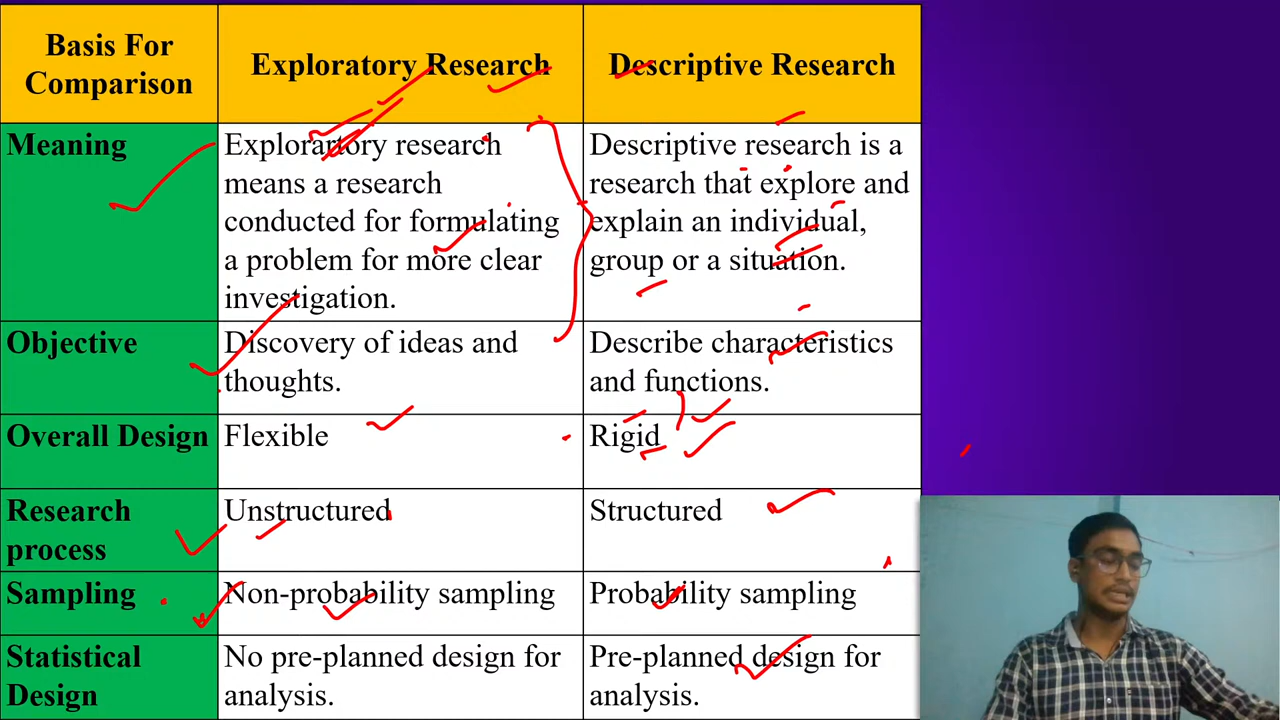 Basis For
Comparison
Exploratory Research
Descriptive Research
Meaning
Explorartory research
means a research
conducted for formulating
a problem for more clear
investigation.
Descriptive research is a
research that explore and
explain an individual,
group or a situation.
Objective
Discovery of ideas and
thoughts.
Describe characteristics
and functions.
Overall Design
Flexible
Rigid
Research
process
Unstructured
Structured
Sampling
Non-probability sampling
Probability sampling
Statistical
Design
No pre-planned design for
analysis.
Pre-planned design for
analysis.